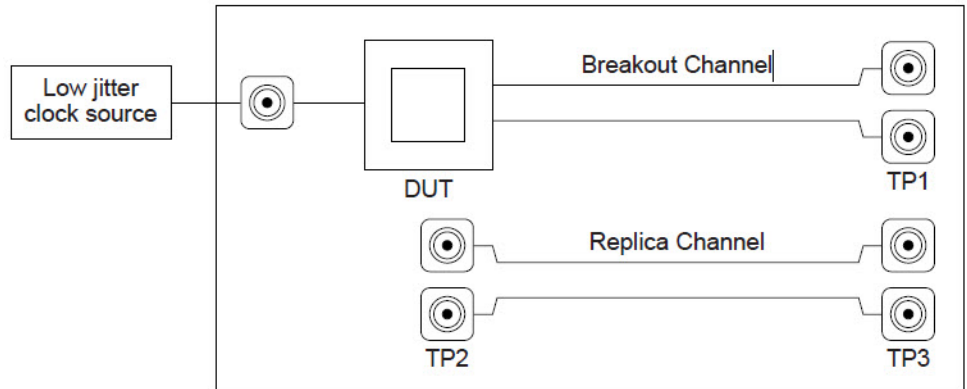 Breakout Channel
Low jitter
clock source
TP1
DUT
Replica Channel
TP2
TP3